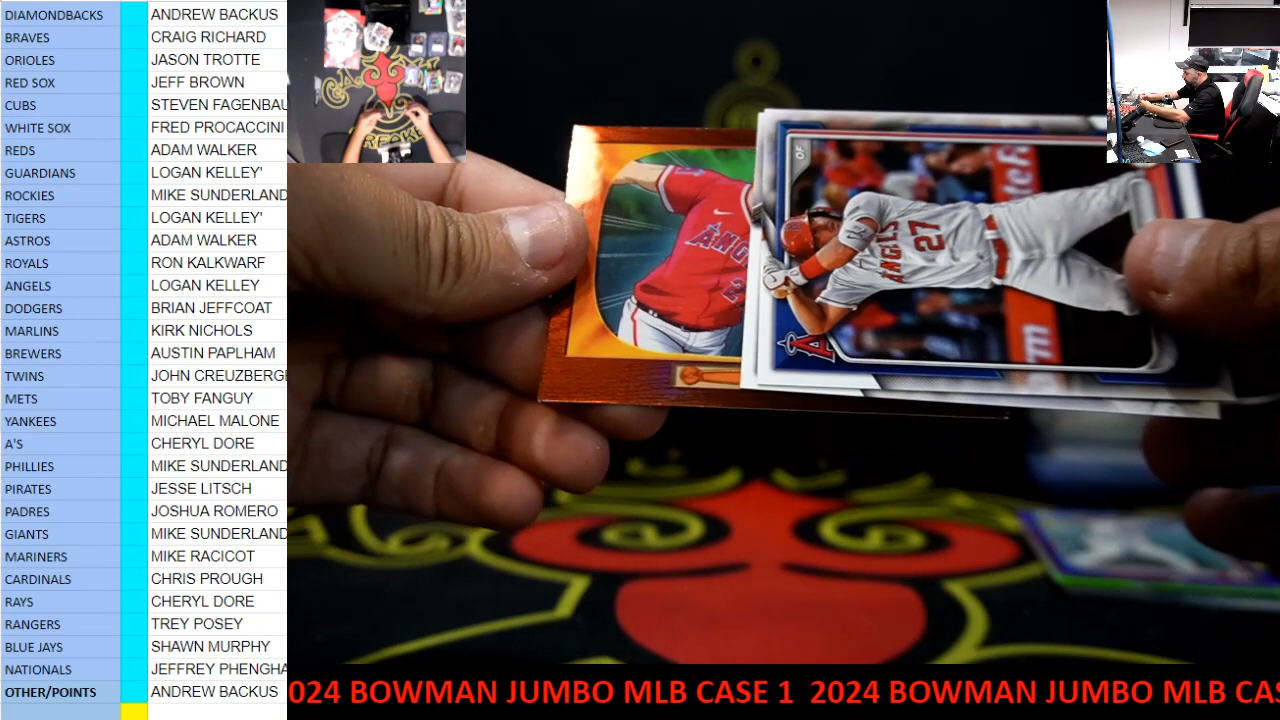 DIAMONDBACKS ANDREW BACKUS
BRAVES CRAIG RICHARD
ORIOLES JASON TROTTE
RED SOX JEFF BROWN
CUBS STEVEN FAGENBAU
WHITE SOX FRED PROCACCINI
REDS ADAM WALKER
GUARDIANS LOGAN KELLEY'
ROCKIES MIKE SUNDERLAND
TIGERS LOGAN KELLEY'
ASTROS ADAM WALKER
ROYALS RON KALKWARF
ANGELS LOGAN KELLEY
DODGERS BRIAN JEFFCOAT
MARLINS KIRK NICHOLS
BREWERS AUSTIN PAPLHAM
TWINS JOHN CREUZBERGE
METS TOBY FANGUY
YANKEES MICHAEL MALONE
A'S CHERYL DORE
PHILLIES MIKE SUNDERLAND
PIRATES JESSE LITSCH
PADRES JOSHUA ROMERO
GIANTS MIKE SUNDERLAND
MARINERS MIKE RACICOT
CARDINALS CHRIS PROUGH
RAYS CHERYL DORE
RANGERS TREY POSEY
BLUE JAYS SHAWN MURPHY
NATIONALS JEFFREY PHENGHA
OTHER/POINTS ANDREW BACKUS
OF
ANGELS
27
ANG
2
A
024 BOWMAN JUMBO MLB CASE 1 2024 BOWMAN JUMBO MLB CAS